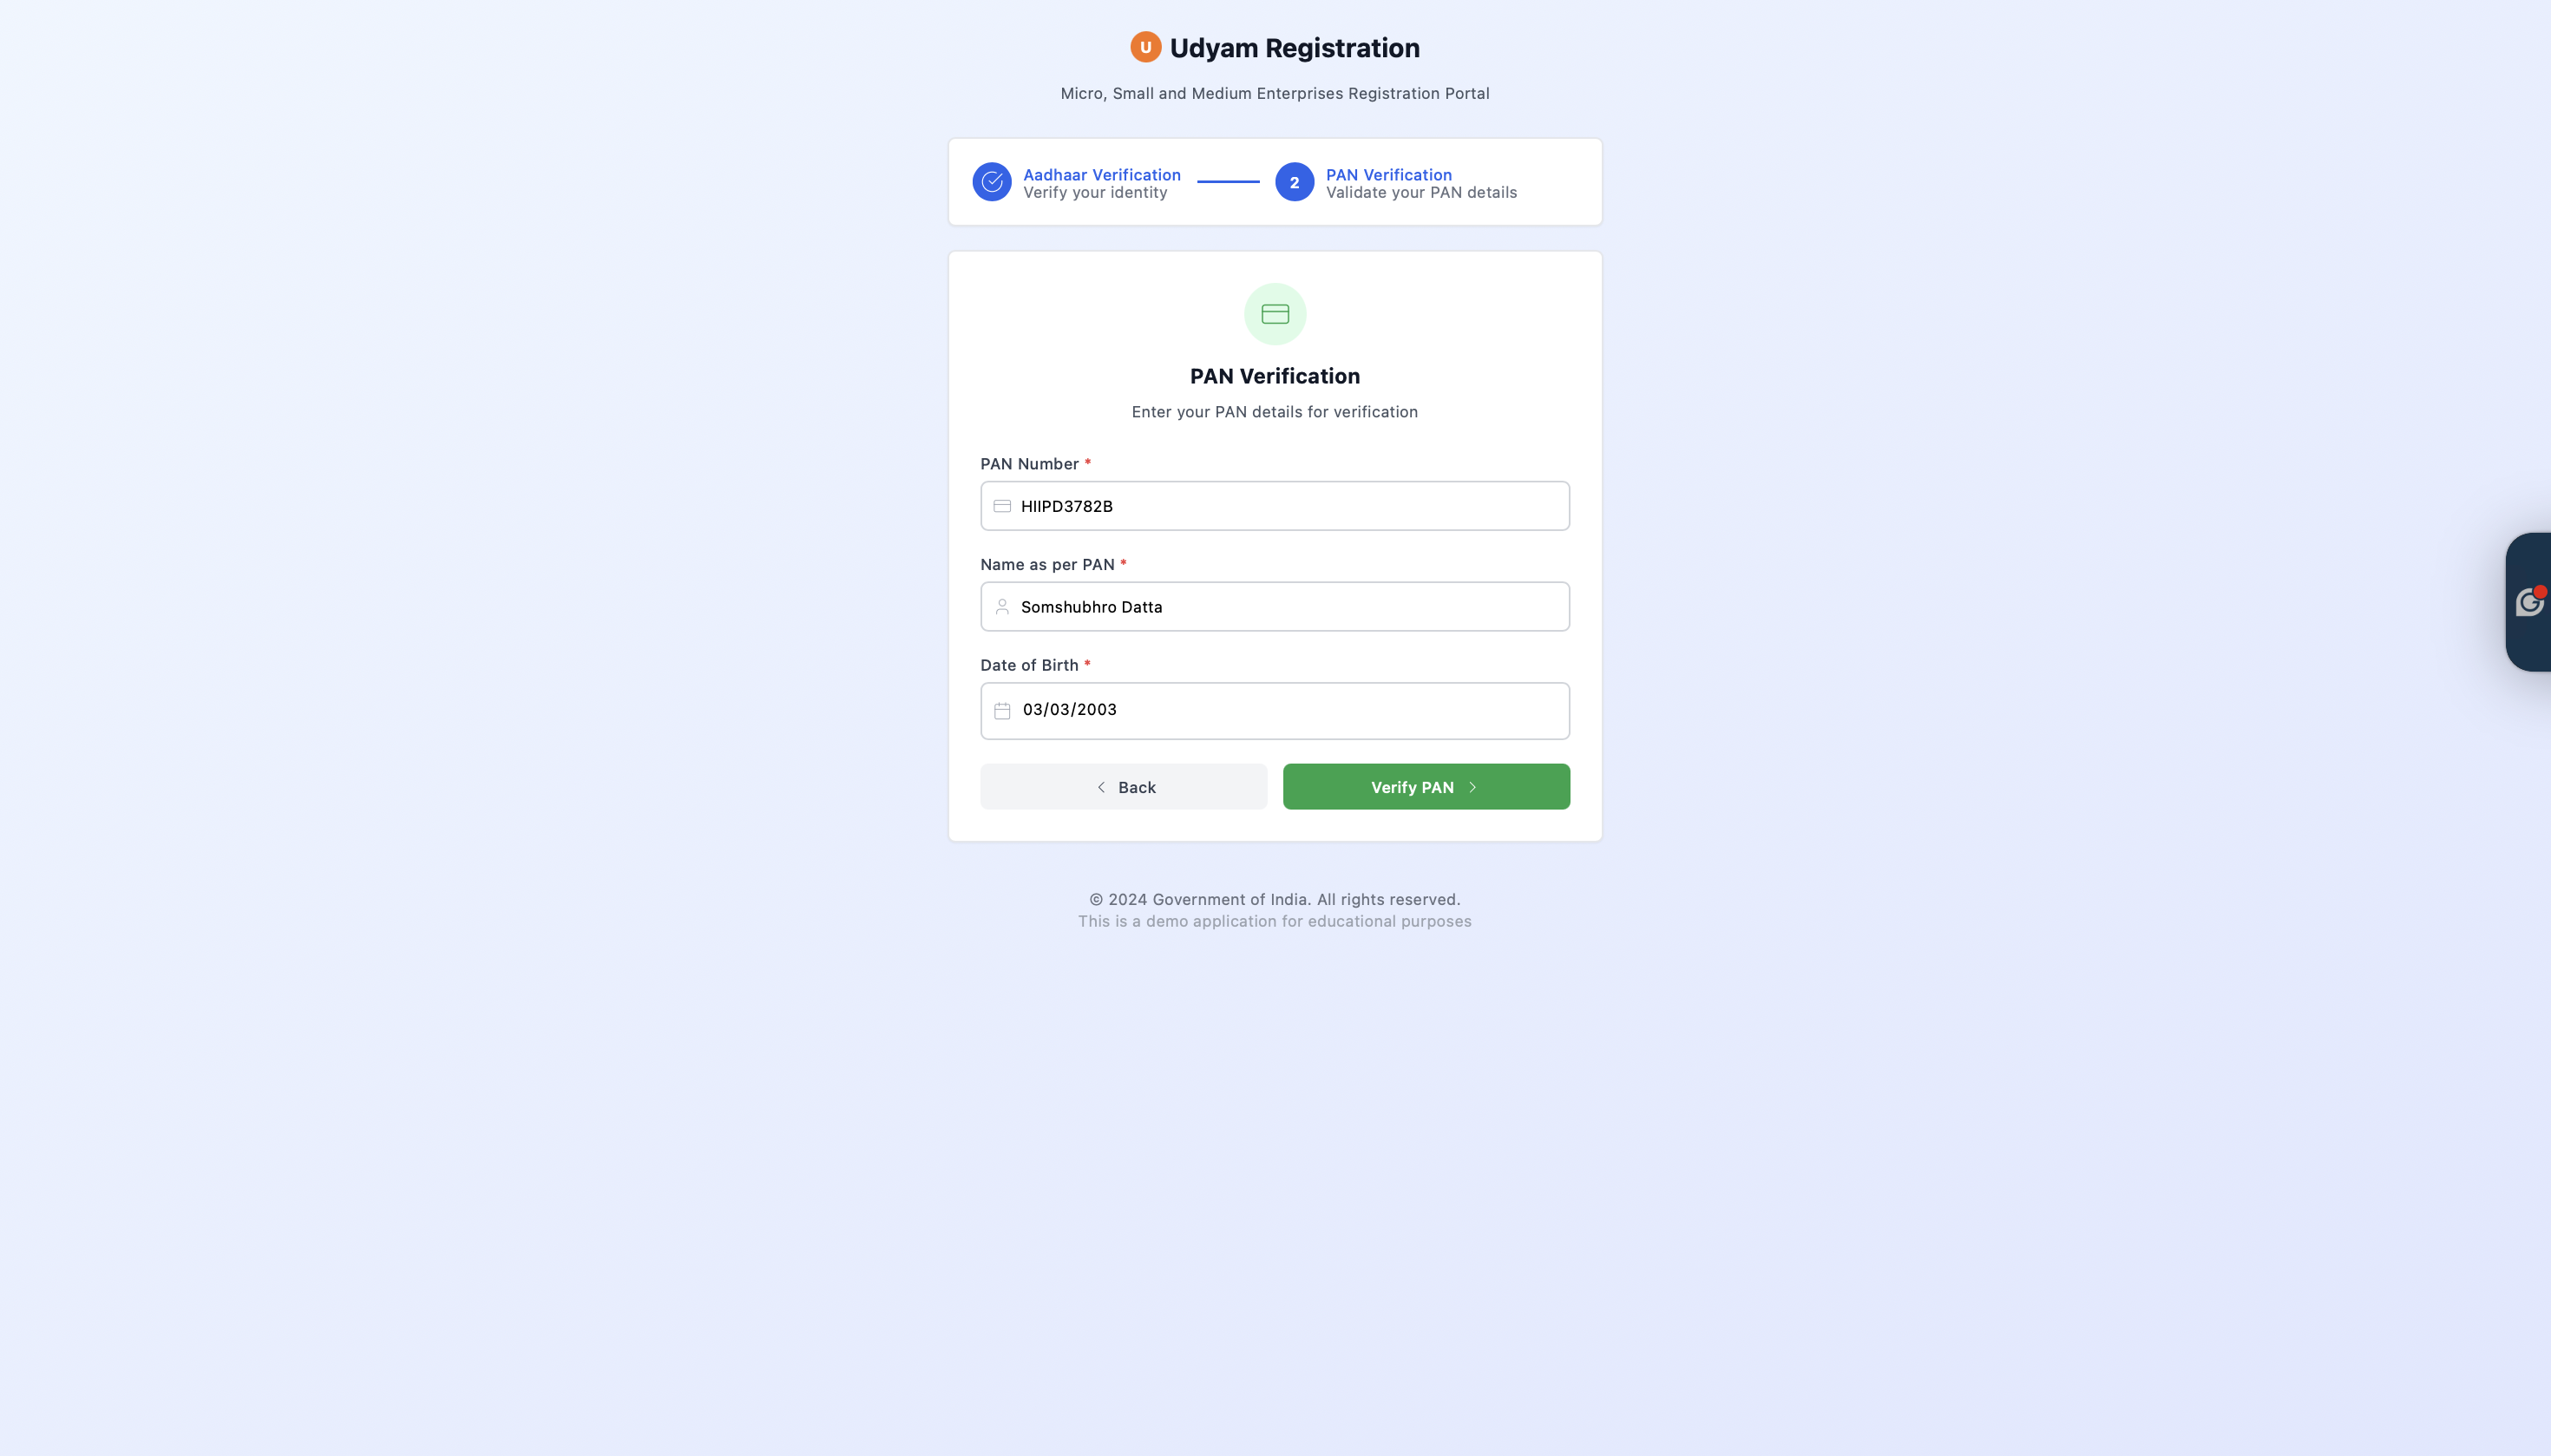 U Udyam Registration
Micro, Small and Medium Enterprises Registration Portal
Aadhaar Verification
Verify your identity
2
PAN Verification
Validate your PAN details
PAN Verification
Enter your PAN details for verification
PAN Number *
HIIPD3782B
Name as per PAN *
Somshubhro Datta
Date of Birth *
03/03/2003
Back
Verify PAN
© 2024 Government of India. All rights reserved.
This is a demo application for educational purposes